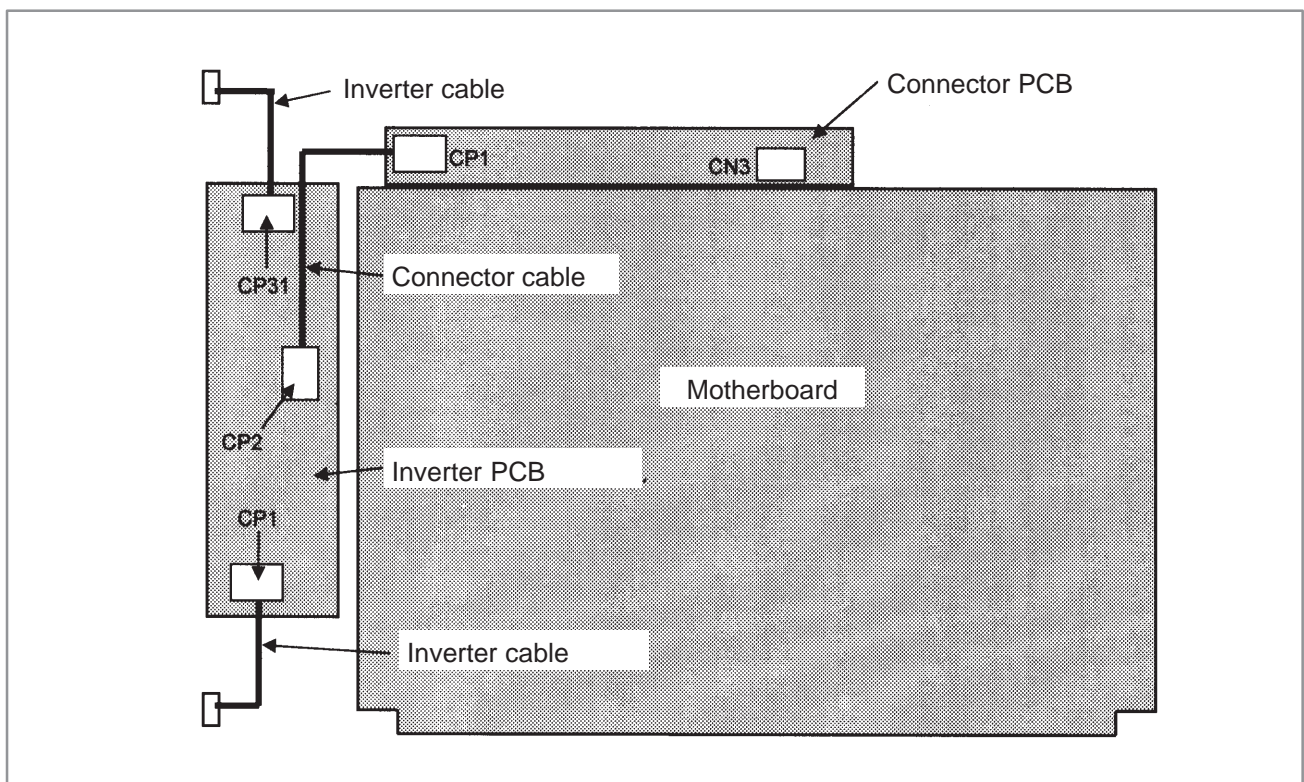 Inverter cable
Connector PCB
CP1
CN3
CP31
Connector cable
Motherboard
CP2
Inverter PCB
CP1
Inverter cable